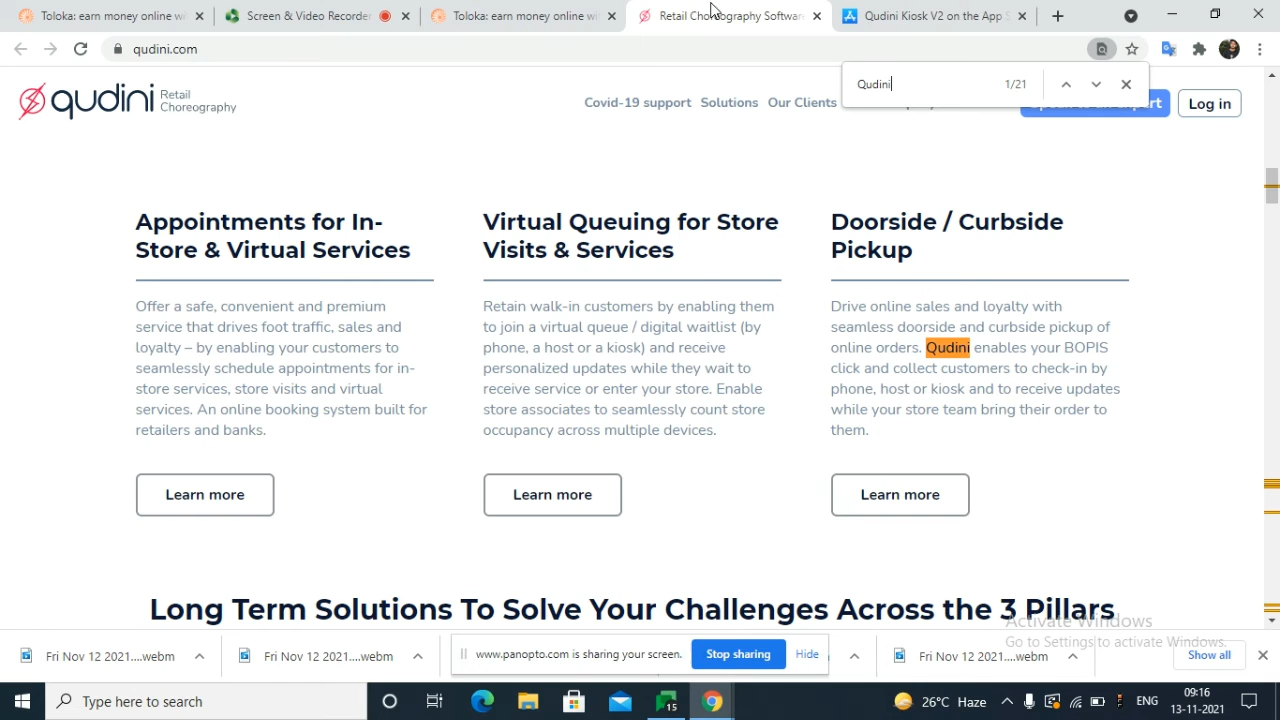 Toloka: earn money online wi
Screen & Video Recorder
Toloka: earn money online wi
Retail Choreography Software
Qudini Kiosk V2 on the App S
qudini.com
Qudini
1/21
qudini
Retail
Choreography
Covid-19 support
Solutions
Our Clients
Log in
Appointments for In-
Store & Virtual Services
Offer a safe, convenient and premium
service that drives foot traffic, sales and
loyalty – by enabling your customers to
seamlessly schedule appointments for in-
store services, store visits and virtual
services. An online booking system built for
retailers and banks.
Learn more
Virtual Queuing for Store
Visits & Services
Retain walk-in customers by enabling them
to join a virtual queue / digital waitlist (by
phone, a host or a kiosk) and receive
personalized updates while they wait to
receive service or enter your store. Enable
store associates to seamlessly count store
occupancy across multiple devices.
Learn more
Doorside / Curbside
Pickup
Drive online sales and loyalty with
seamless doorside and curbside pickup of
online orders. Qudini enables your BOPIS
click and collect customers to check-in by
phone, host or kiosk and to receive updates
while your store team bring their order to
them.
Learn more
Long Term Solutions To Solve Your Challenges Across the 3 Pillars
Activate Windows
Go to Settings to activate Windows.
Fri Nov 12 2021....webm
Fri Nov 12 2021....webm
www.panopto.com is sharing your screen.
Stop sharing
Hide
Fri Nov 12 2021....webm
Show all
Type here to search
15
26°C Haze
ENG
09:16
13-11-2021